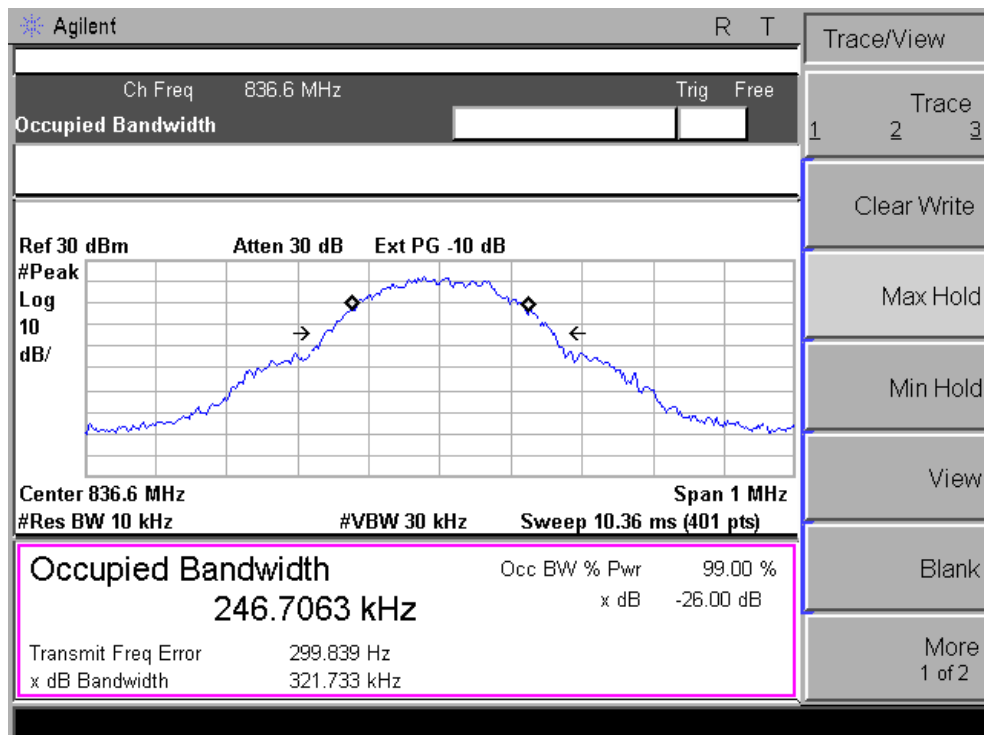 Agilent R T
Trace/View
Ch Freq 836.6 MHz Trig Free
Occupied Bandwidth
Trace
1 2 3
Clear Write
Max Hold
Min Hold
View
Blank
More
1 of 2
Ref 30 dBm Atten 30 dB Ext PG -10 dB
#Peak
Log
10
dB/
Center 836.6 MHz Span 1 MHz
#Res BW 10 kHz #VBW 30 kHz Sweep 10.36 ms (401 pts)
Occupied Bandwidth
246.7063 kHz
Occ BW % Pwr 99.00 %
x dB -26.00 dB
Transmit Freq Error 299.839 Hz
x dB Bandwidth 321.733 kHz